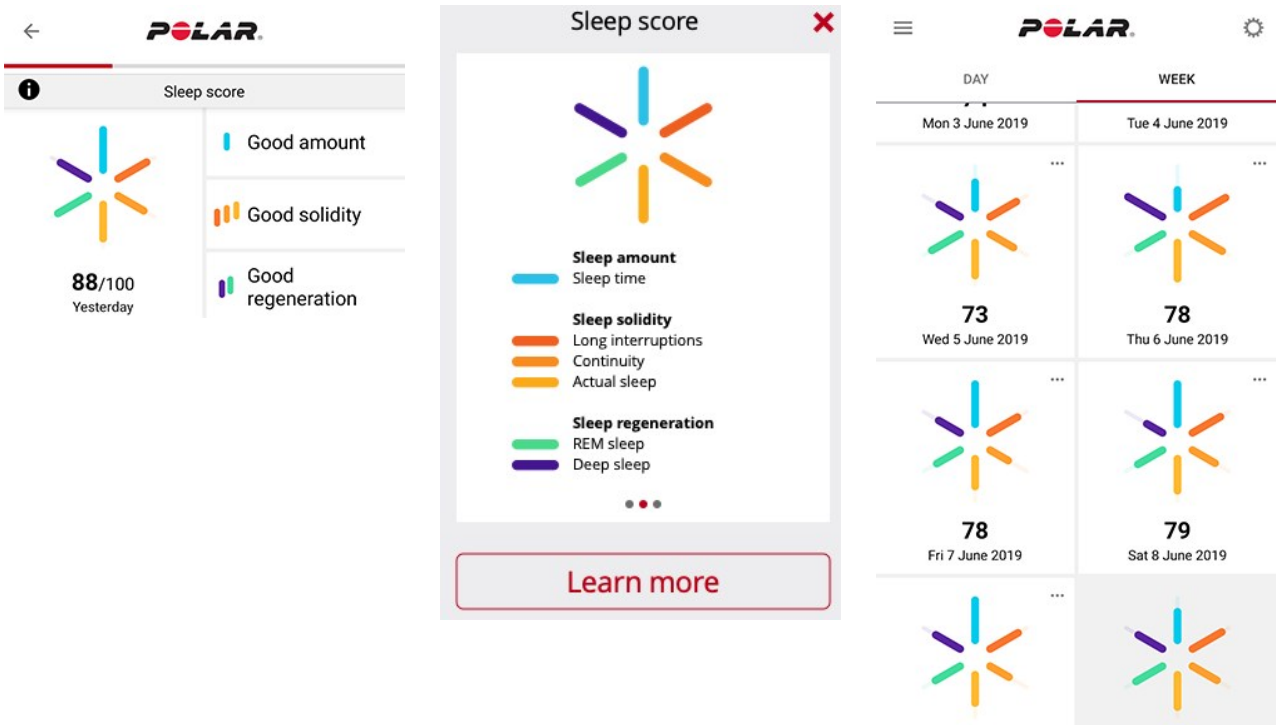 POLAR
Sleep score
Good amount
Good solidity
Good
regeneration
88/100
Yesterday
Sleep score
Sleep amount
Sleep time
Sleep solidity
Long interruptions
Continuity
Actual sleep
Sleep regeneration
REM sleep
Deep sleep
Learn more
POLAR
DAY WEEK
Mon 3 June 2019 Tue 4 June 2019
73 78
Wed 5 June 2019 Thu 6 June 2019
78 79
Fri 7 June 2019 Sat 8 June 2019